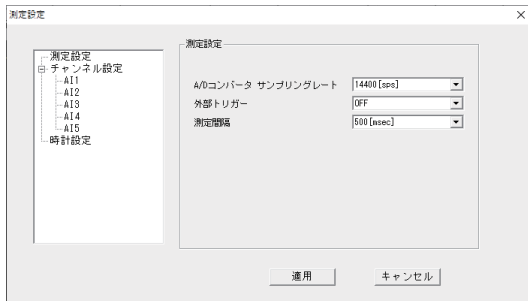 測定設定
測定設定
チャンネル設定
AI1
AI2
AI3
AI4
AI5
時計設定
測定設定
A/Dコンバータ サンプリングレート 14400[sps]
外部トリガー OFF
測定間隔 500[msec]
適用 キャンセル